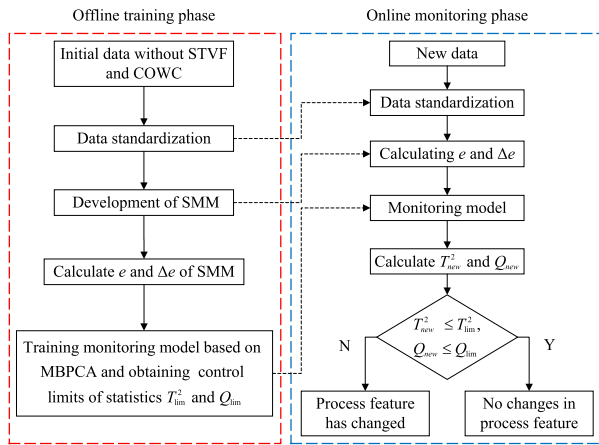 Offline training phase
Initial data without STVF
and COWC
Data standardization
Development of SMM
Calculate e and Δe of SMM
Training monitoring model based on
MBPCA and obtaining control
limits of statistics T²lim and Qlim
Online monitoring phase
New data
Data standardization
Calculating e and Δe
Monitoring model
Calculate T²new and Qnew
T²new ≤ T²lim,
Qnew ≤ Qlim
N
Y
Process feature
has changed
No changes in
process feature